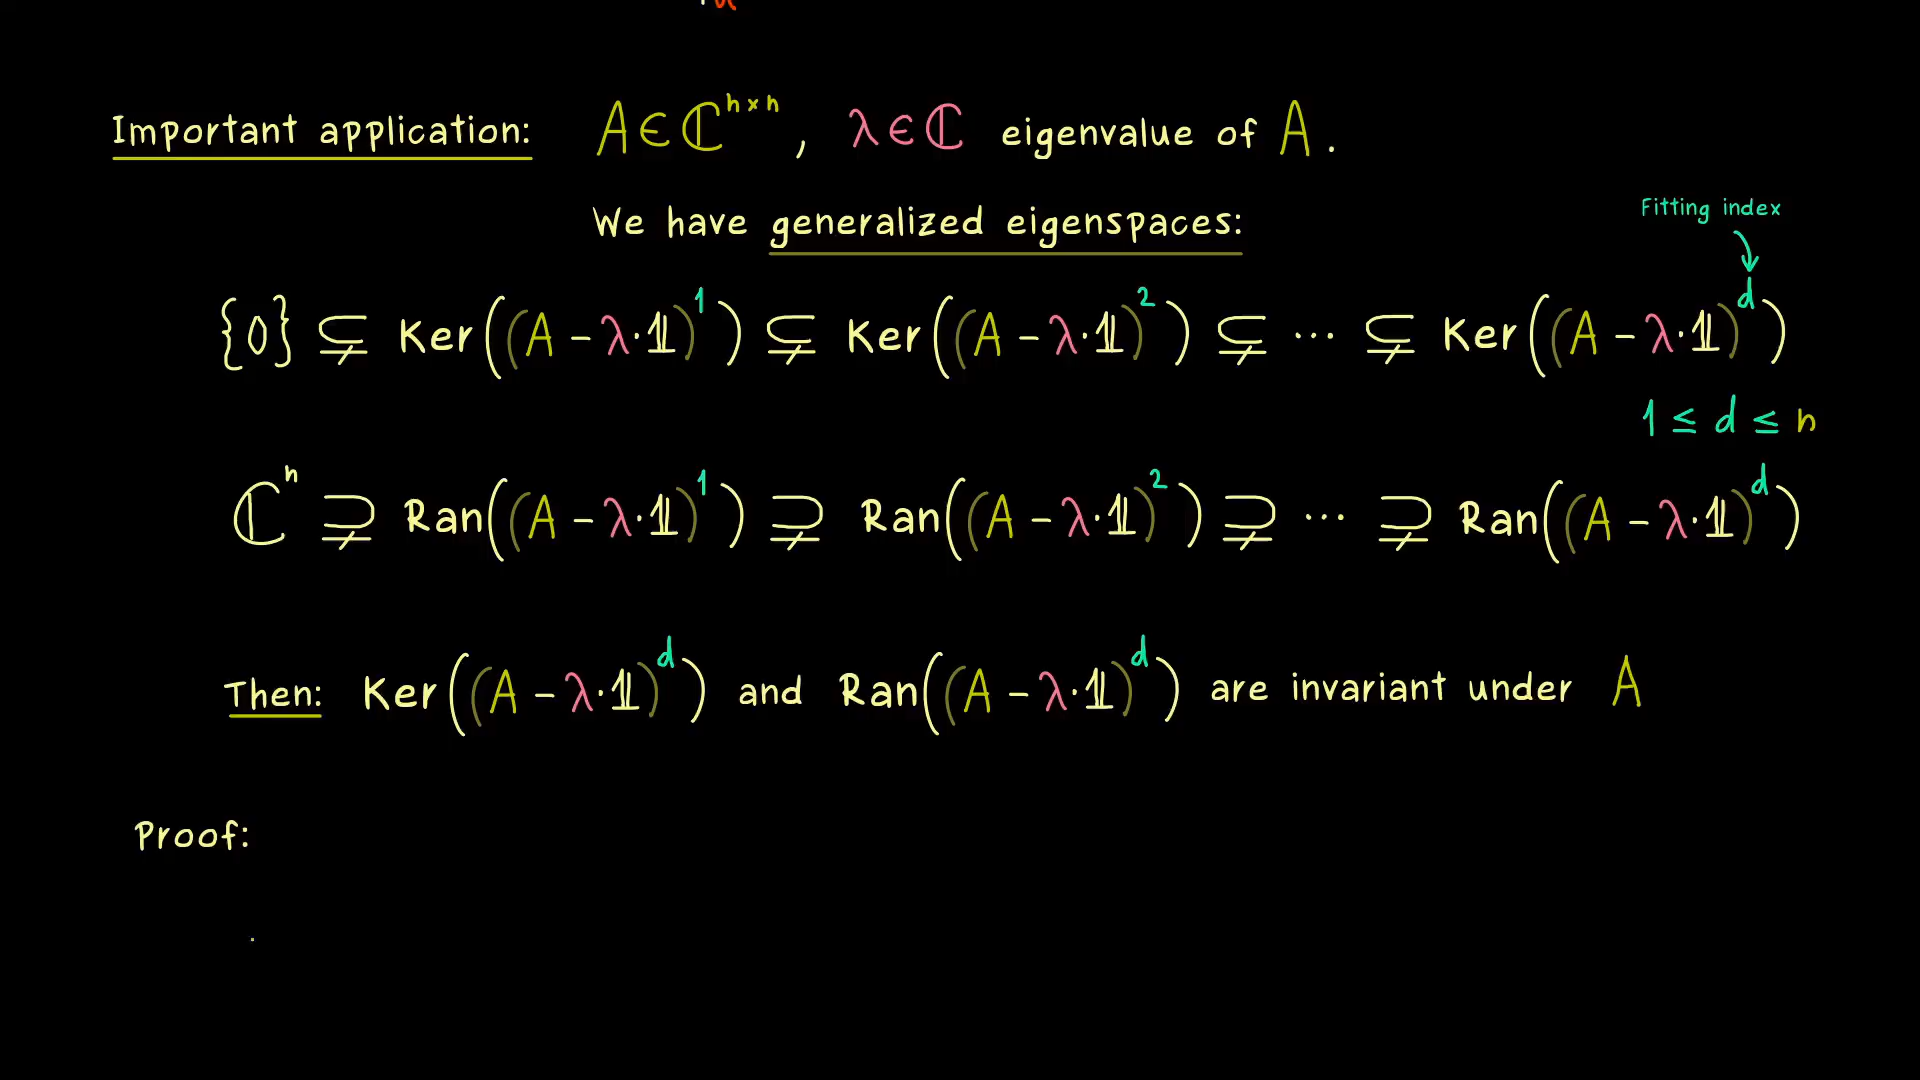 Important application: A ∈ ℂⁿˣⁿ, λ ∈ ℂ eigenvalue of A.
We have generalized eigenspaces:
Fitting index
{0} ⊊ Ker((A − λ·𝟙)¹) ⊊ Ker((A − λ·𝟙)²) ⊊ ··· ⊊ Ker((A − λ·𝟙)ᵈ)
1 ≤ d ≤ n
ℂⁿ ⊋ Ran((A − λ·𝟙)¹) ⊋ Ran((A − λ·𝟙)²) ⊋ ··· ⊋ Ran((A − λ·𝟙)ᵈ)
Then: Ker((A − λ·𝟙)ᵈ) and Ran((A − λ·𝟙)ᵈ) are invariant under A
Proof: